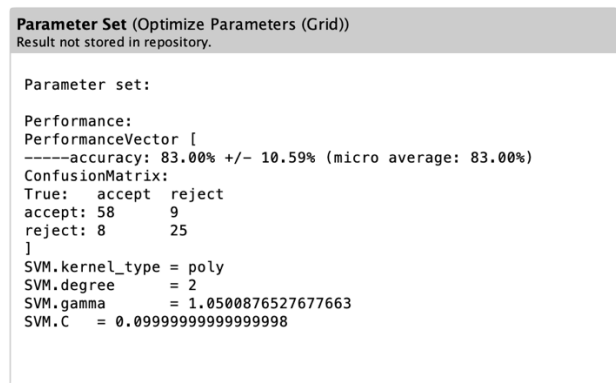 Parameter Set (Optimize Parameters (Grid))
Result not stored in repository.
Parameter set:
Performance:
PerformanceVector [
-----accuracy: 83.00% +/- 10.59% (micro average: 83.00%)
ConfusionMatrix:
True:   accept  reject
accept: 58      9
reject: 8       25
]
SVM.kernel_type = poly
SVM.degree      = 2
SVM.gamma       = 1.0500876527677663
SVM.C   = 0.09999999999999998